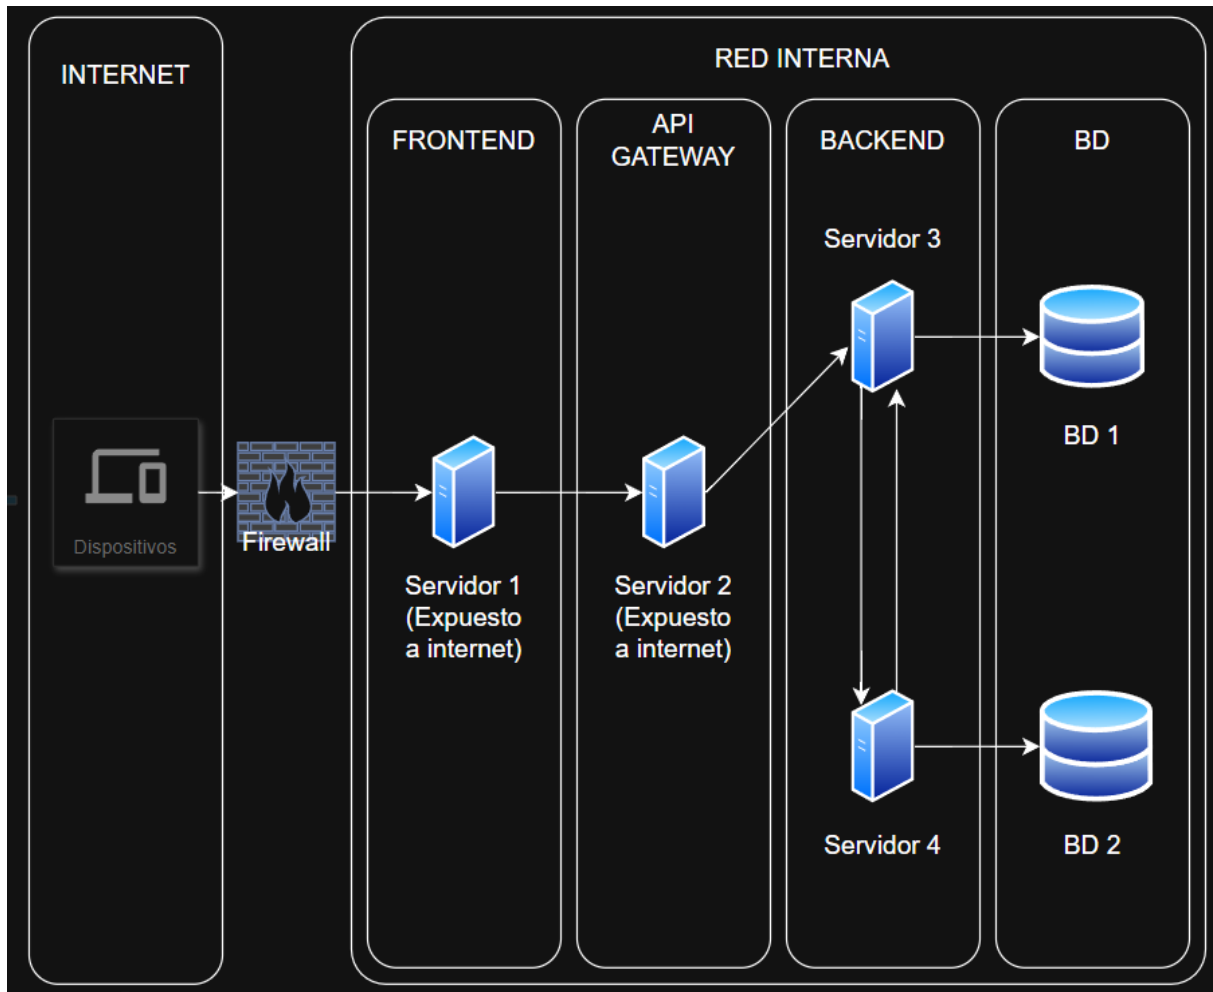 INTERNET
RED INTERNA
FRONTEND
API
GATEWAY
BACKEND
BD
Servidor 3
BD 1
Dispositivos
Firewall
Servidor 1
(Expuesto
a internet)
Servidor 2
(Expuesto
a internet)
Servidor 4
BD 2